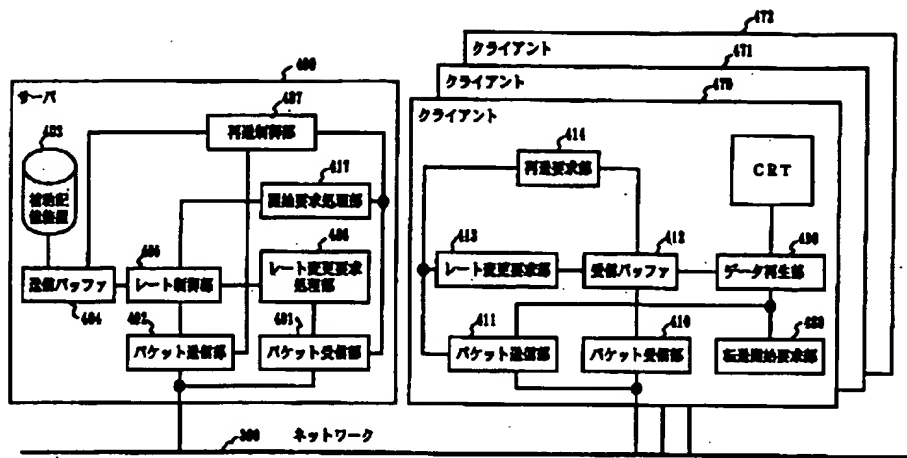 472
クライアント
471
クライアント
470
クライアント
400
サーバ
407
再送制御部
403
補助記
憶装置
417
開始要求処理部
406
レート変更要求
処理部
405
送信バッファ
レート制御部
404
402
401
パケット送信部
パケット受信部
414
再送要求部
CRT
413
412
レート変更要求部
受信バッファ
データ再生部
411
410
パケット送信部
パケット受信部
転送開始要求部
300
ネットワーク